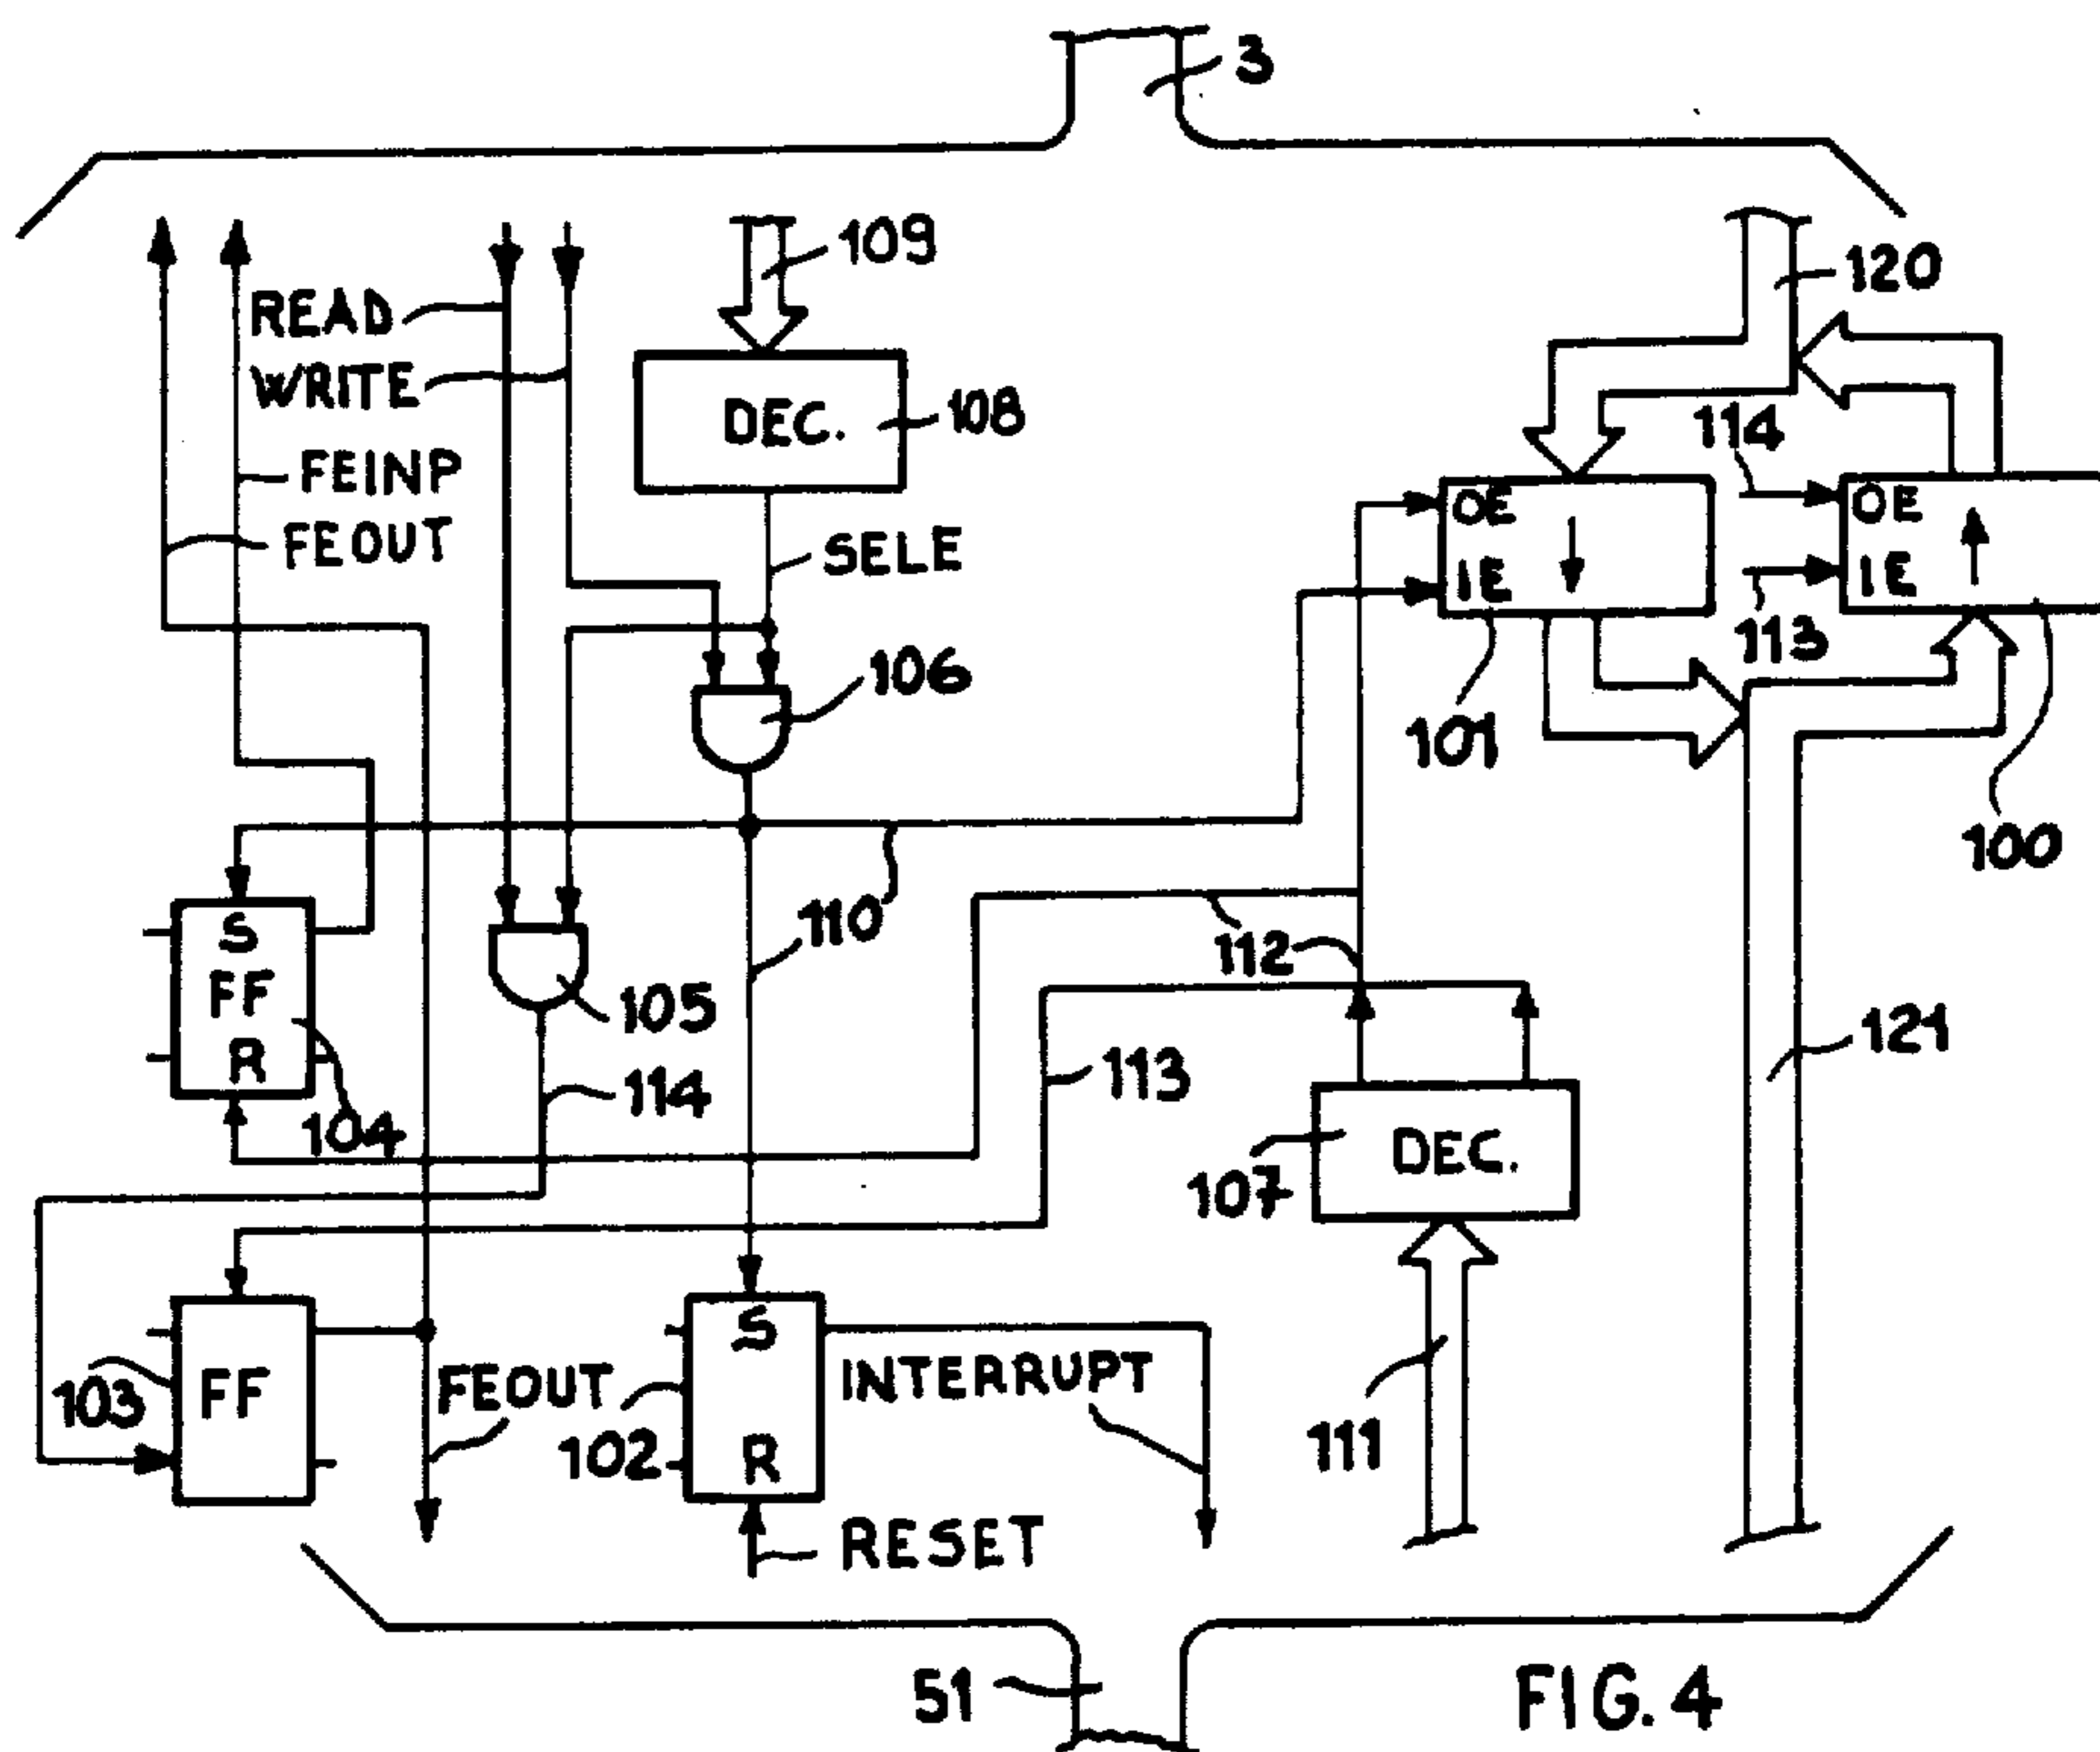 3
109
120
READ
WRITE
DEC.
108
114
FEINP
FEOUT
SELE
OE
IE
OE
IE
113
106
101
100
110
112
S
FF
R
105
121
113
114
104
DEC.
107
103
FF
FEOUT
102
S
R
INTERRUPT
111
RESET
51
FIG. 4